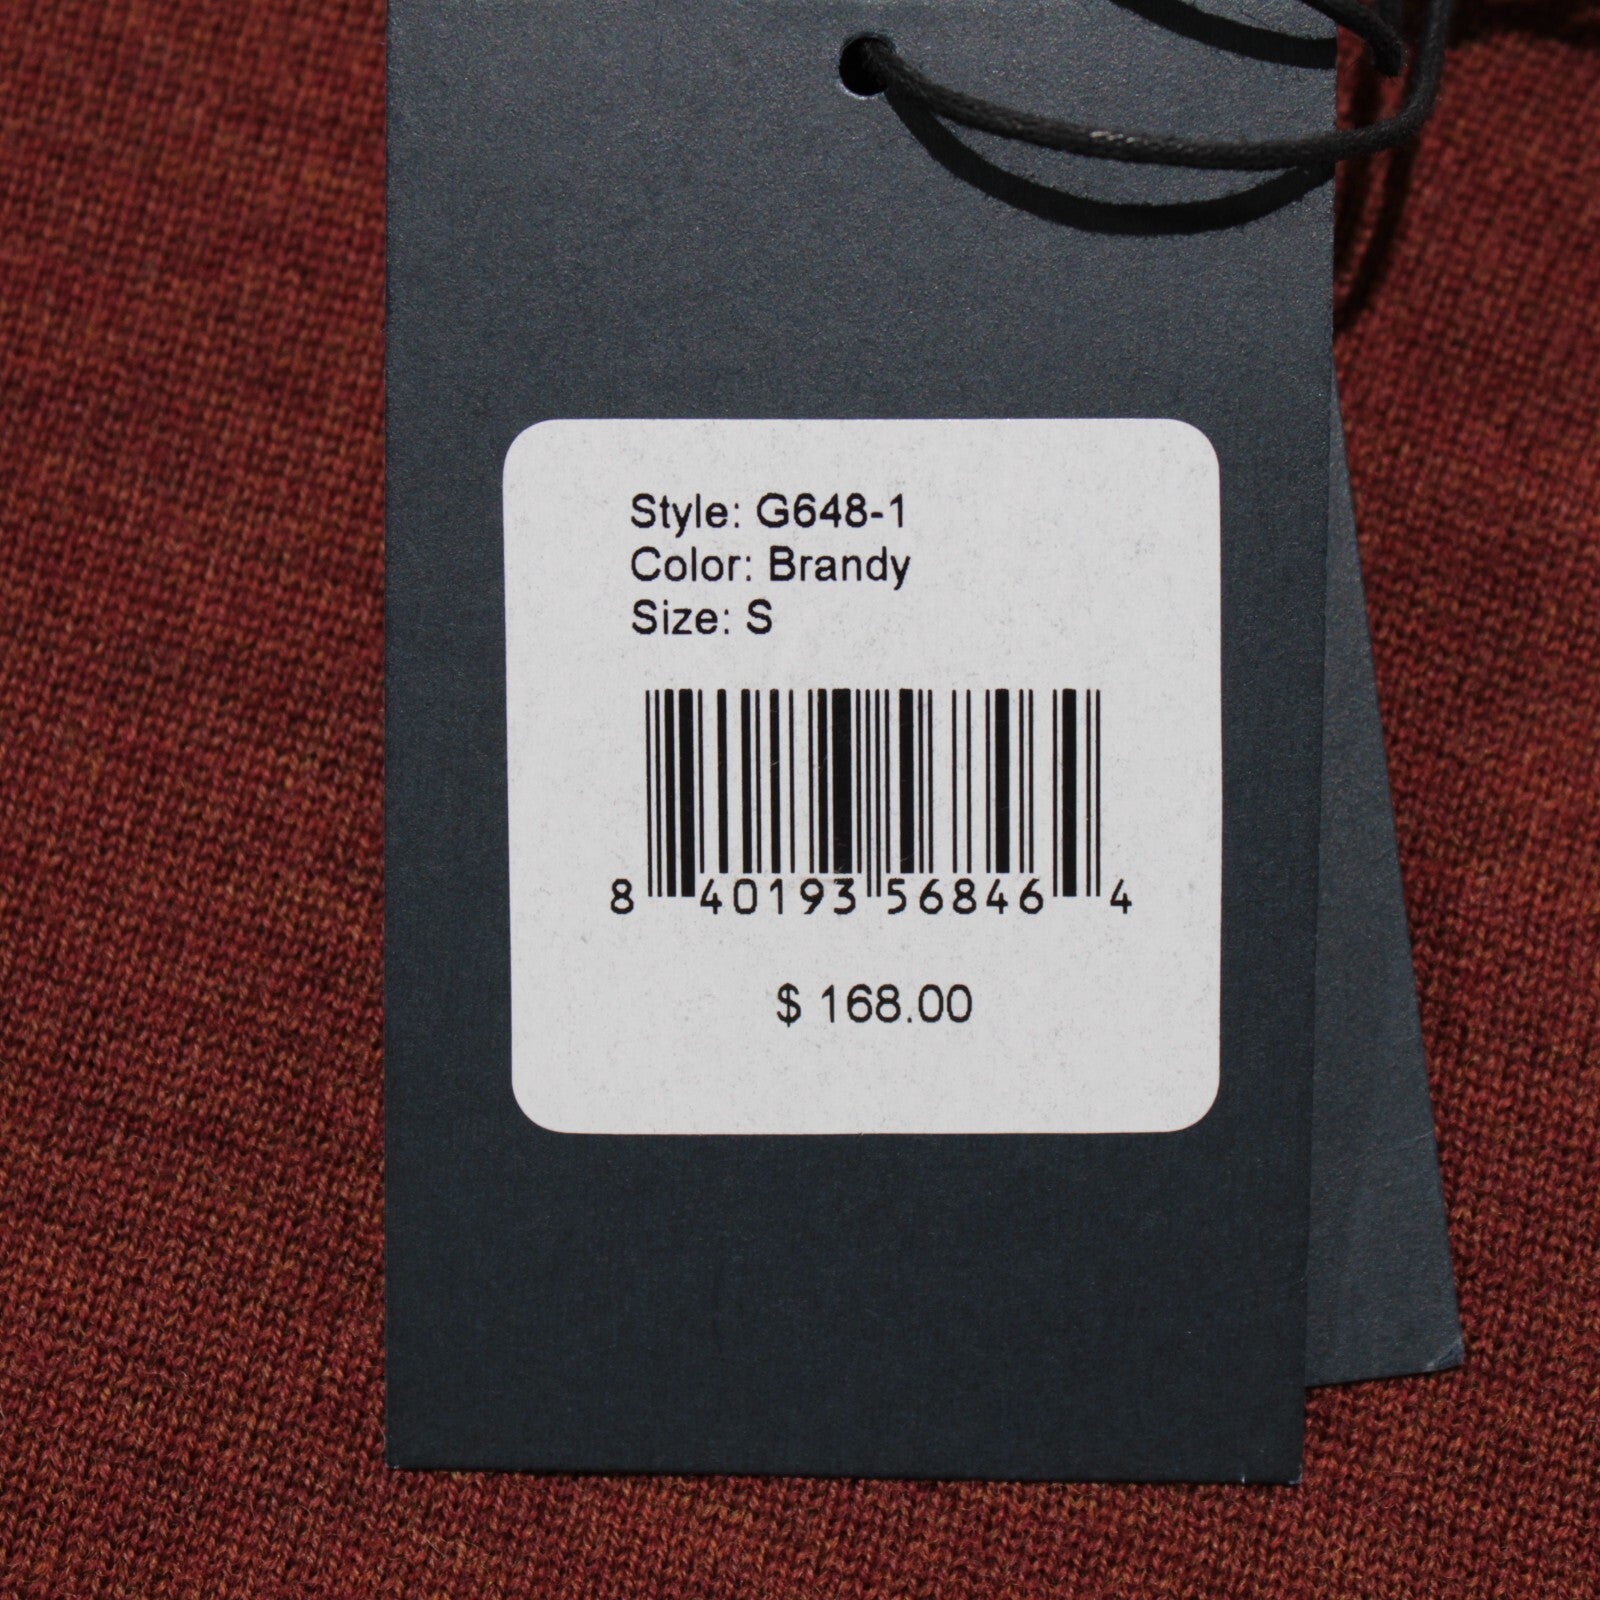 Style: G648-1
Color: Brandy
Size: S
8 40193 56846 4
$ 168.00